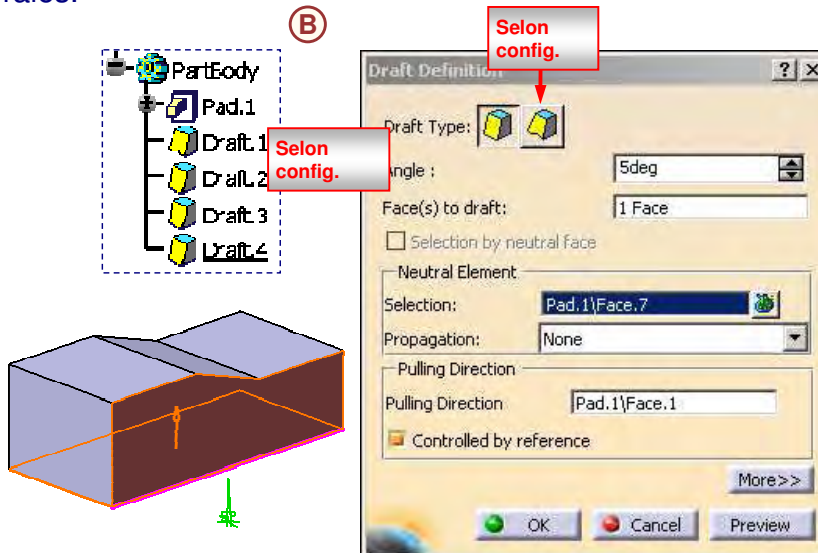 B
Selon
config.
PartBody
Pad.1
Draft.1
Draft.2
Draft.3
Draft.4
Selon
config.
Draft Definition
? X
Draft Type:
Angle :
5deg
Face(s) to draft:
1 Face
Selection by neutral face
Neutral Element
Selection:
Pad.1\Face.7
Propagation:
None
Pulling Direction
Pulling Direction
Pad.1\Face.1
Controlled by reference
More>>
OK
Cancel
Preview